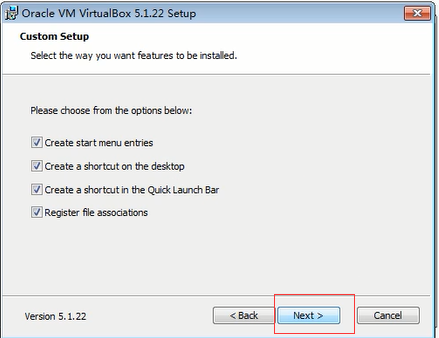 Oracle VM VirtualBox 5.1.22 Setup
Custom Setup
Select the way you want features to be installed.
Please choose from the options below:
Create start menu entries
Create a shortcut on the desktop
Create a shortcut in the Quick Launch Bar
Register file associations
Version 5.1.22
< Back
Next >
Cancel